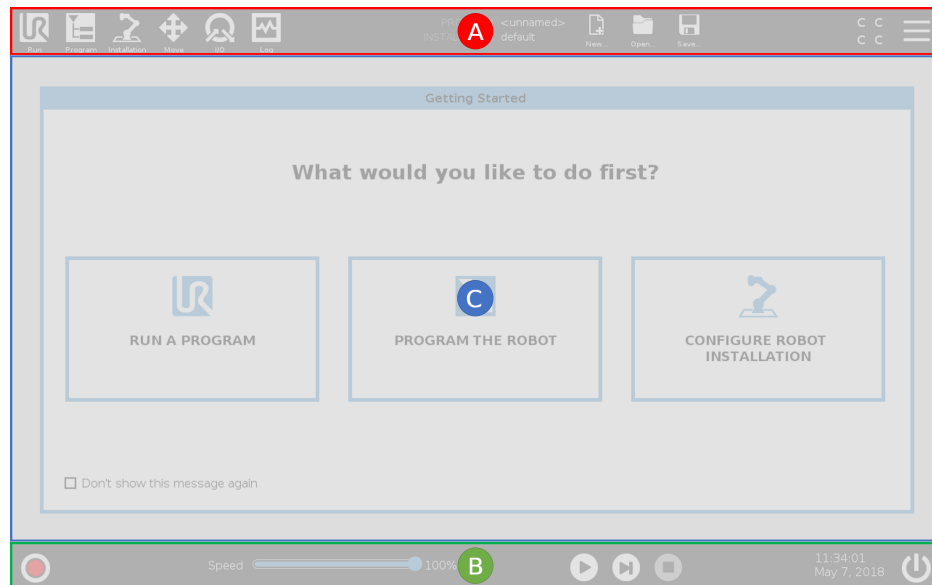 <unnamed>
default
A
C C
C C
Run
Program
Installation
Move
I/O
Log
New...
Open...
Save...
Getting Started
What would you like to do first?
C
RUN A PROGRAM
PROGRAM THE ROBOT
CONFIGURE ROBOT
INSTALLATION
Don't show this message again
Speed
100%
B
11:34:01
May 7, 2018